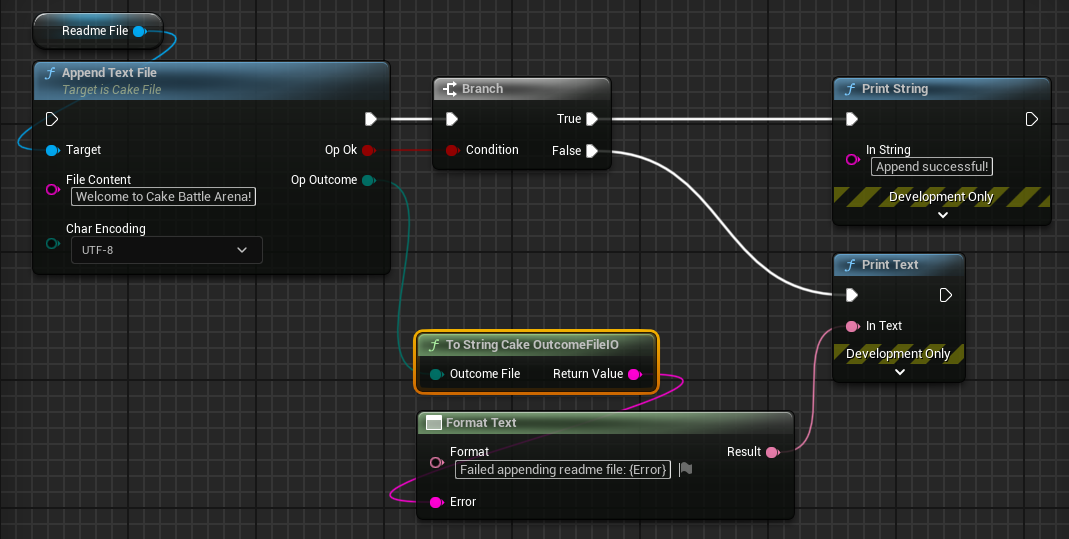 Readme File
Append Text File
Target is Cake File
Target
Op Ok
File Content
Welcome to Cake Battle Arena!
Op Outcome
Char Encoding
UTF-8
Branch
True
Condition
False
Print String
In String
Append successful!
Development Only
Print Text
In Text
Development Only
To String Cake OutcomeFileIO
Outcome File
Return Value
Format Text
Format
Failed appending readme file: {Error}
Result
Error